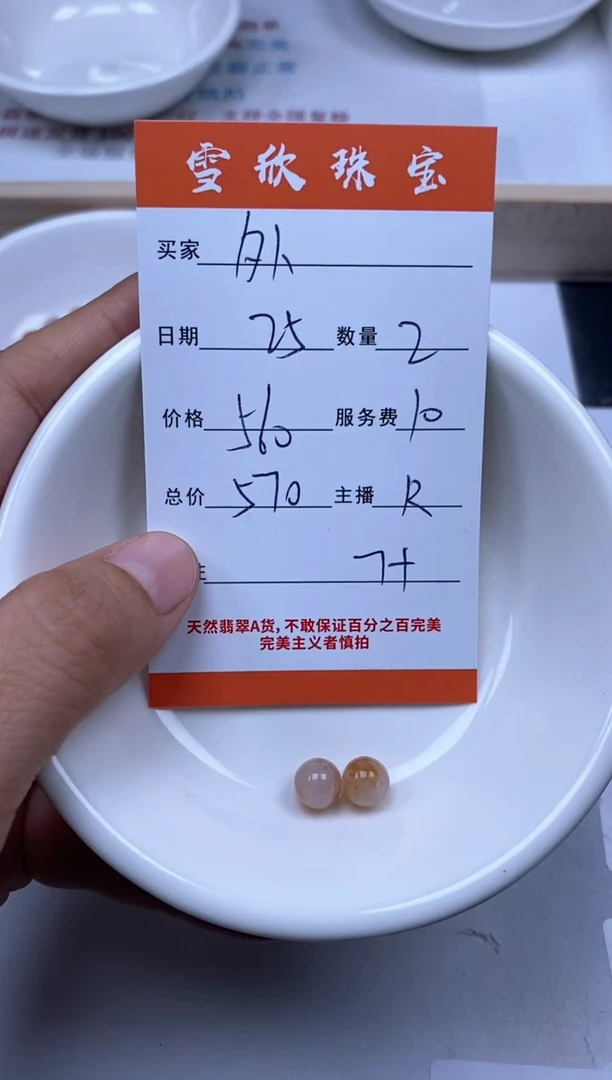 雪欣珠宝
买家 外
日期 25 数量 2
价格 560 服务费 10
总价 570 主播 R
7+
天然翡翠A货,不敢保证百分之百完美
完美主义者慎拍